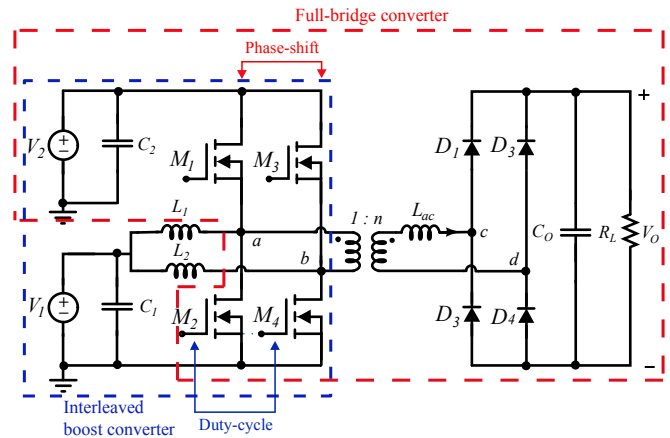 Full-bridge converter
Phase-shift
+
V2
C2
M1
M3
D1
D3
L1
1 : n
Lac
a
c
L2
CO
RL
VO
b
d
V1
C1
M2
M4
D3
D4
−
Interleaved
boost converter
Duty-cycle